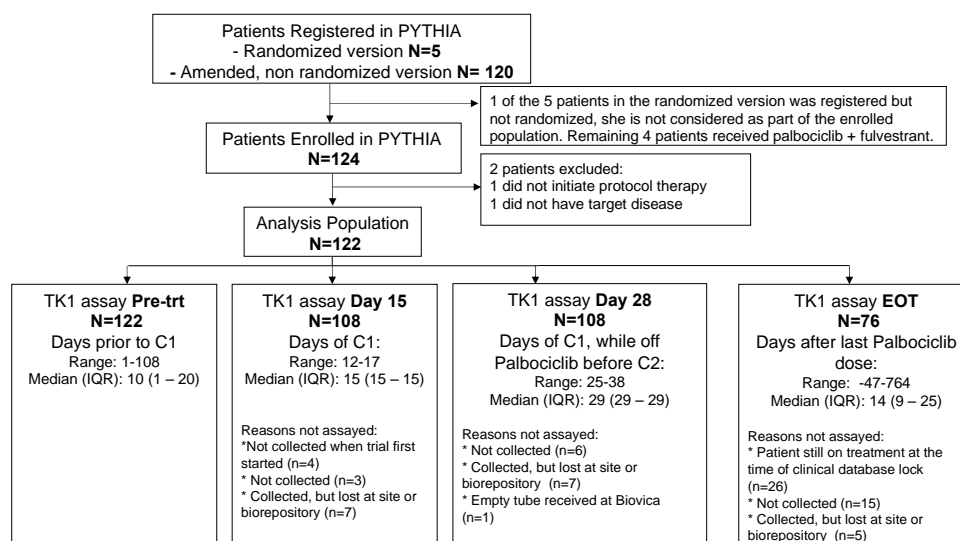 Patients Registered in PYTHIA
- Randomized version N=5
- Amended, non randomized version N= 120
1 of the 5 patients in the randomized version was registered but
not randomized, she is not considered as part of the enrolled
population. Remaining 4 patients received palbociclib + fulvestrant.
Patients Enrolled in PYTHIA
N=124
2 patients excluded:
1 did not initiate protocol therapy
1 did not have target disease
Analysis Population
N=122
TK1 assay Pre-trt
N=122
Days prior to C1
Range: 1-108
Median (IQR): 10 (1 – 20)
TK1 assay Day 15
N=108
Days of C1:
Range: 12-17
Median (IQR): 15 (15 – 15)
Reasons not assayed:
*Not collected when trial first
started (n=4)
* Not collected (n=3)
* Collected, but lost at site or
biorepository (n=7)
TK1 assay Day 28
N=108
Days of C1, while off
Palbociclib before C2:
Range: 25-38
Median (IQR): 29 (29 – 29)
Reasons not assayed:
* Not collected (n=6)
* Collected, but lost at site or
biorepository (n=7)
* Empty tube received at Biovica
(n=1)
TK1 assay EOT
N=76
Days after last Palbociclib
dose:
Range: -47-764
Median (IQR): 14 (9 – 25)
Reasons not assayed:
* Patient still on treatment at the
time of clinical database lock
(n=26)
* Not collected (n=15)
* Collected, but lost at site or
biorepository (n=5)